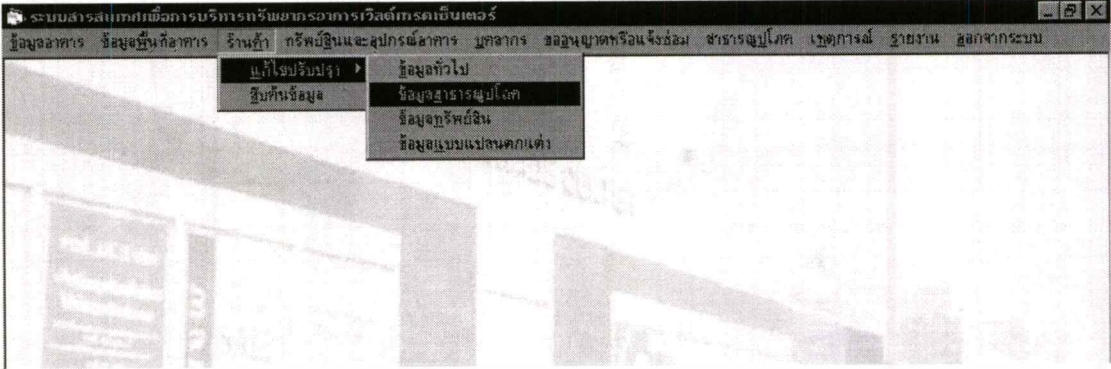 ระบบสารสนเทศเพื่อการบริหารทรัพยากรอาคารเวิลด์เทรดเซ็นเตอร์
ข้อมูลอาคาร ข้อมูลพื้นที่อาคาร ร้านค้า ทรัพย์สินและอุปกรณ์อาคาร บุคลากร ขออนุญาตหรือแจ้งซ่อม สาธารณูปโภค เหตุการณ์ รายงาน ออกจากระบบ
แก้ไขปรับปรุง
สืบค้นข้อมูล
ข้อมูลทั่วไป
ข้อมูลสาธารณูปโภค
ข้อมูลทรัพย์สิน
ข้อมูลแบบแปลนตกแต่ง